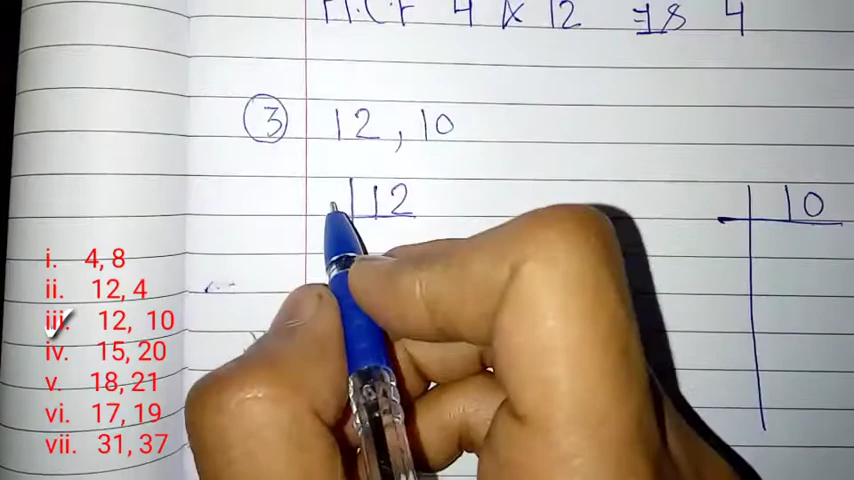 H.C.F 4 & 12 is 4
3 12, 10
12 10
i. 4, 8
ii. 12, 4
iii. 12, 10
iv. 15, 20
v. 18, 21
vi. 17, 19
vii. 31, 37